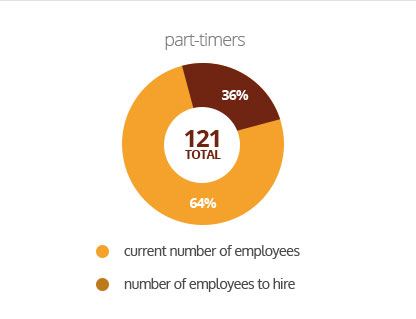 part-timers
36%
121
TOTAL
64%
current number of employees
number of employees to hire